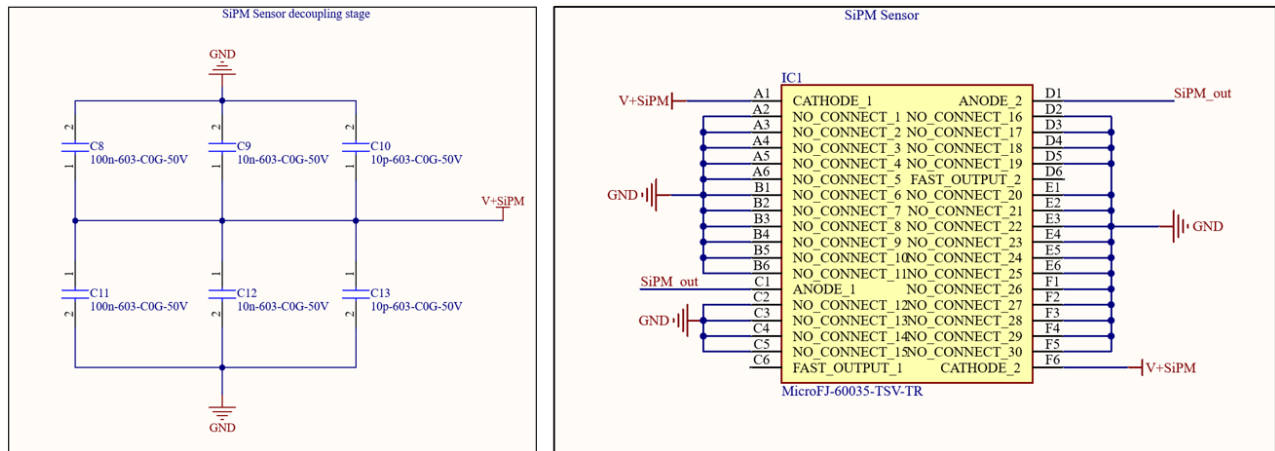 SiPM Sensor decoupling stage
GND
2 2 2
C8 C9 C10
100n-603-C0G-50V 10n-603-C0G-50V 10p-603-C0G-50V
1 1 1
V+SiPM
1 1 1
C11 C12 C13
100n-603-C0G-50V 10n-603-C0G-50V 10p-603-C0G-50V
2 2 2
GND
SiPM Sensor
IC1
V+SiPM A1 CATHODE_1 ANODE_2 D1 SiPM_out
A2 NO_CONNECT_1 NO_CONNECT_16 D2
A3 NO_CONNECT_2 NO_CONNECT_17 D3
A4 NO_CONNECT_3 NO_CONNECT_18 D4
A5 NO_CONNECT_4 NO_CONNECT_19 D5
A6 NO_CONNECT_5 FAST_OUTPUT_2 D6
GND B1 NO_CONNECT_6 NO_CONNECT_20 E1
B2 NO_CONNECT_7 NO_CONNECT_21 E2
B3 NO_CONNECT_8 NO_CONNECT_22 E3 GND
B4 NO_CONNECT_9 NO_CONNECT_23 E4
B5 NO_CONNECT_10 NO_CONNECT_24 E5
B6 NO_CONNECT_11 NO_CONNECT_25 E6
SiPM_out C1 ANODE_1 NO_CONNECT_26 F1
C2 NO_CONNECT_12 NO_CONNECT_27 F2
GND C3 NO_CONNECT_13 NO_CONNECT_28 F3
C4 NO_CONNECT_14 NO_CONNECT_29 F4
C5 NO_CONNECT_15 NO_CONNECT_30 F5
C6 FAST_OUTPUT_1 CATHODE_2 F6 V+SiPM
MicroFJ-60035-TSV-TR